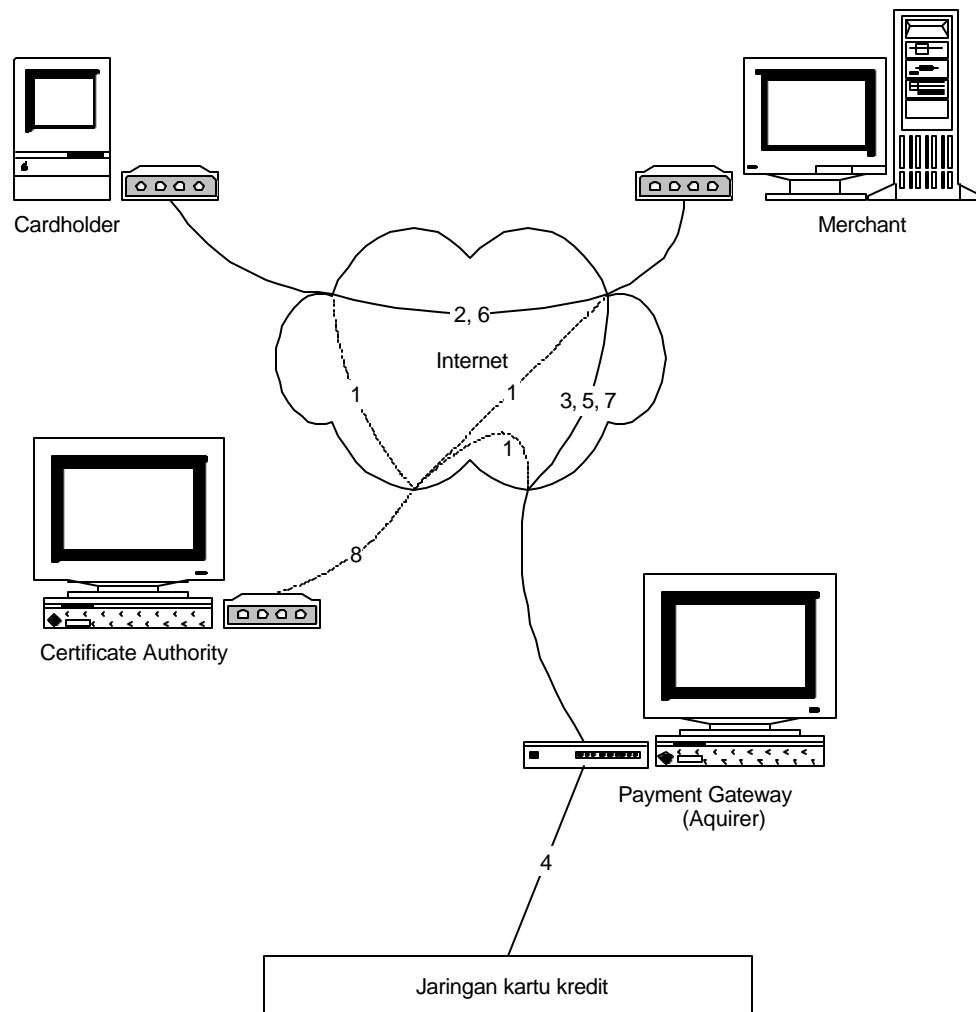 Cardholder
Merchant
2, 6
Internet
1
1
3, 5, 7
1
8
Certificate Authority
Payment Gateway
(Aquirer)
4
Jaringan kartu kredit